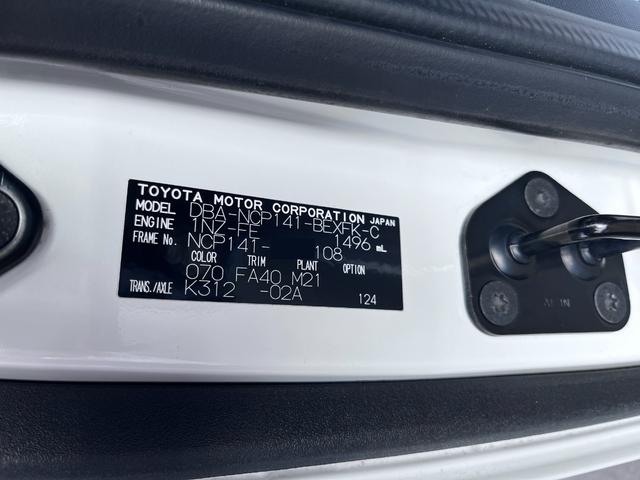 TOYOTA MOTOR CORPORATION JAPAN
MODEL DBA-NCP141-BEXFK-C
ENGINE 1NZ-FE 1496 mL
FRAME No. NCP141- 108
COLOR TRIM PLANT OPTION
070 FA40 M21
TRANS./AXLE K312 -02A 124